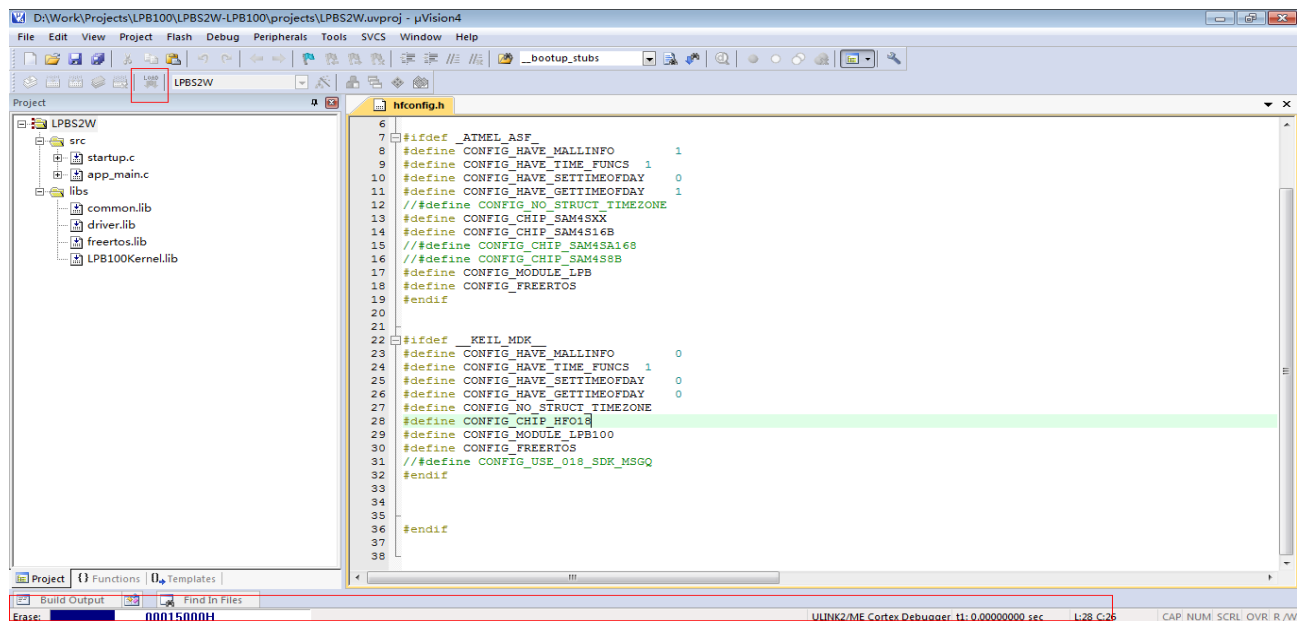 D:\Work\Projects\LPB100\LPBS2W-LPB100\projects\LPBS2W.uvproj - µVision4
File Edit View Project Flash Debug Peripherals Tools SVCS Window Help
__bootup_stubs
LOAD LPBS2W
Project
hfconfig.h
LPBS2W
src
startup.c
app_main.c
libs
common.lib
driver.lib
freertos.lib
LPB100Kernel.lib
6
7 #ifdef _ATMEL_ASF_
8 #define CONFIG_HAVE_MALLINFO 1
9 #define CONFIG_HAVE_TIME_FUNCS 1
10 #define CONFIG_HAVE_SETTIMEOFDAY 0
11 #define CONFIG_HAVE_GETTIMEOFDAY 1
12 //#define CONFIG_NO_STRUCT_TIMEZONE
13 #define CONFIG_CHIP_SAM4SXX
14 #define CONFIG_CHIP_SAM4S16B
15 //#define CONFIG_CHIP_SAM4SA16B
16 //#define CONFIG_CHIP_SAM4S8B
17 #define CONFIG_MODULE_LPB
18 #define CONFIG_FREERTOS
19 #endif
20
21
22 #ifdef __KEIL_MDK__
23 #define CONFIG_HAVE_MALLINFO 0
24 #define CONFIG_HAVE_TIME_FUNCS 1
25 #define CONFIG_HAVE_SETTIMEOFDAY 0
26 #define CONFIG_HAVE_GETTIMEOFDAY 0
27 #define CONFIG_NO_STRUCT_TIMEZONE
28 #define CONFIG_CHIP_HFO18
29 #define CONFIG_MODULE_LPB100
30 #define CONFIG_FREERTOS
31 //#define CONFIG_USE_018_SDK_MSGQ
32 #endif
33
34
35
36 #endif
37
38
Project {} Functions 0 Templates
Build Output Find In Files
Erase: 00015000H ULINK2/ME Cortex Debugger t1: 0.00000000 sec L:28 C:26 CAP NUM SCRL OVR R/W